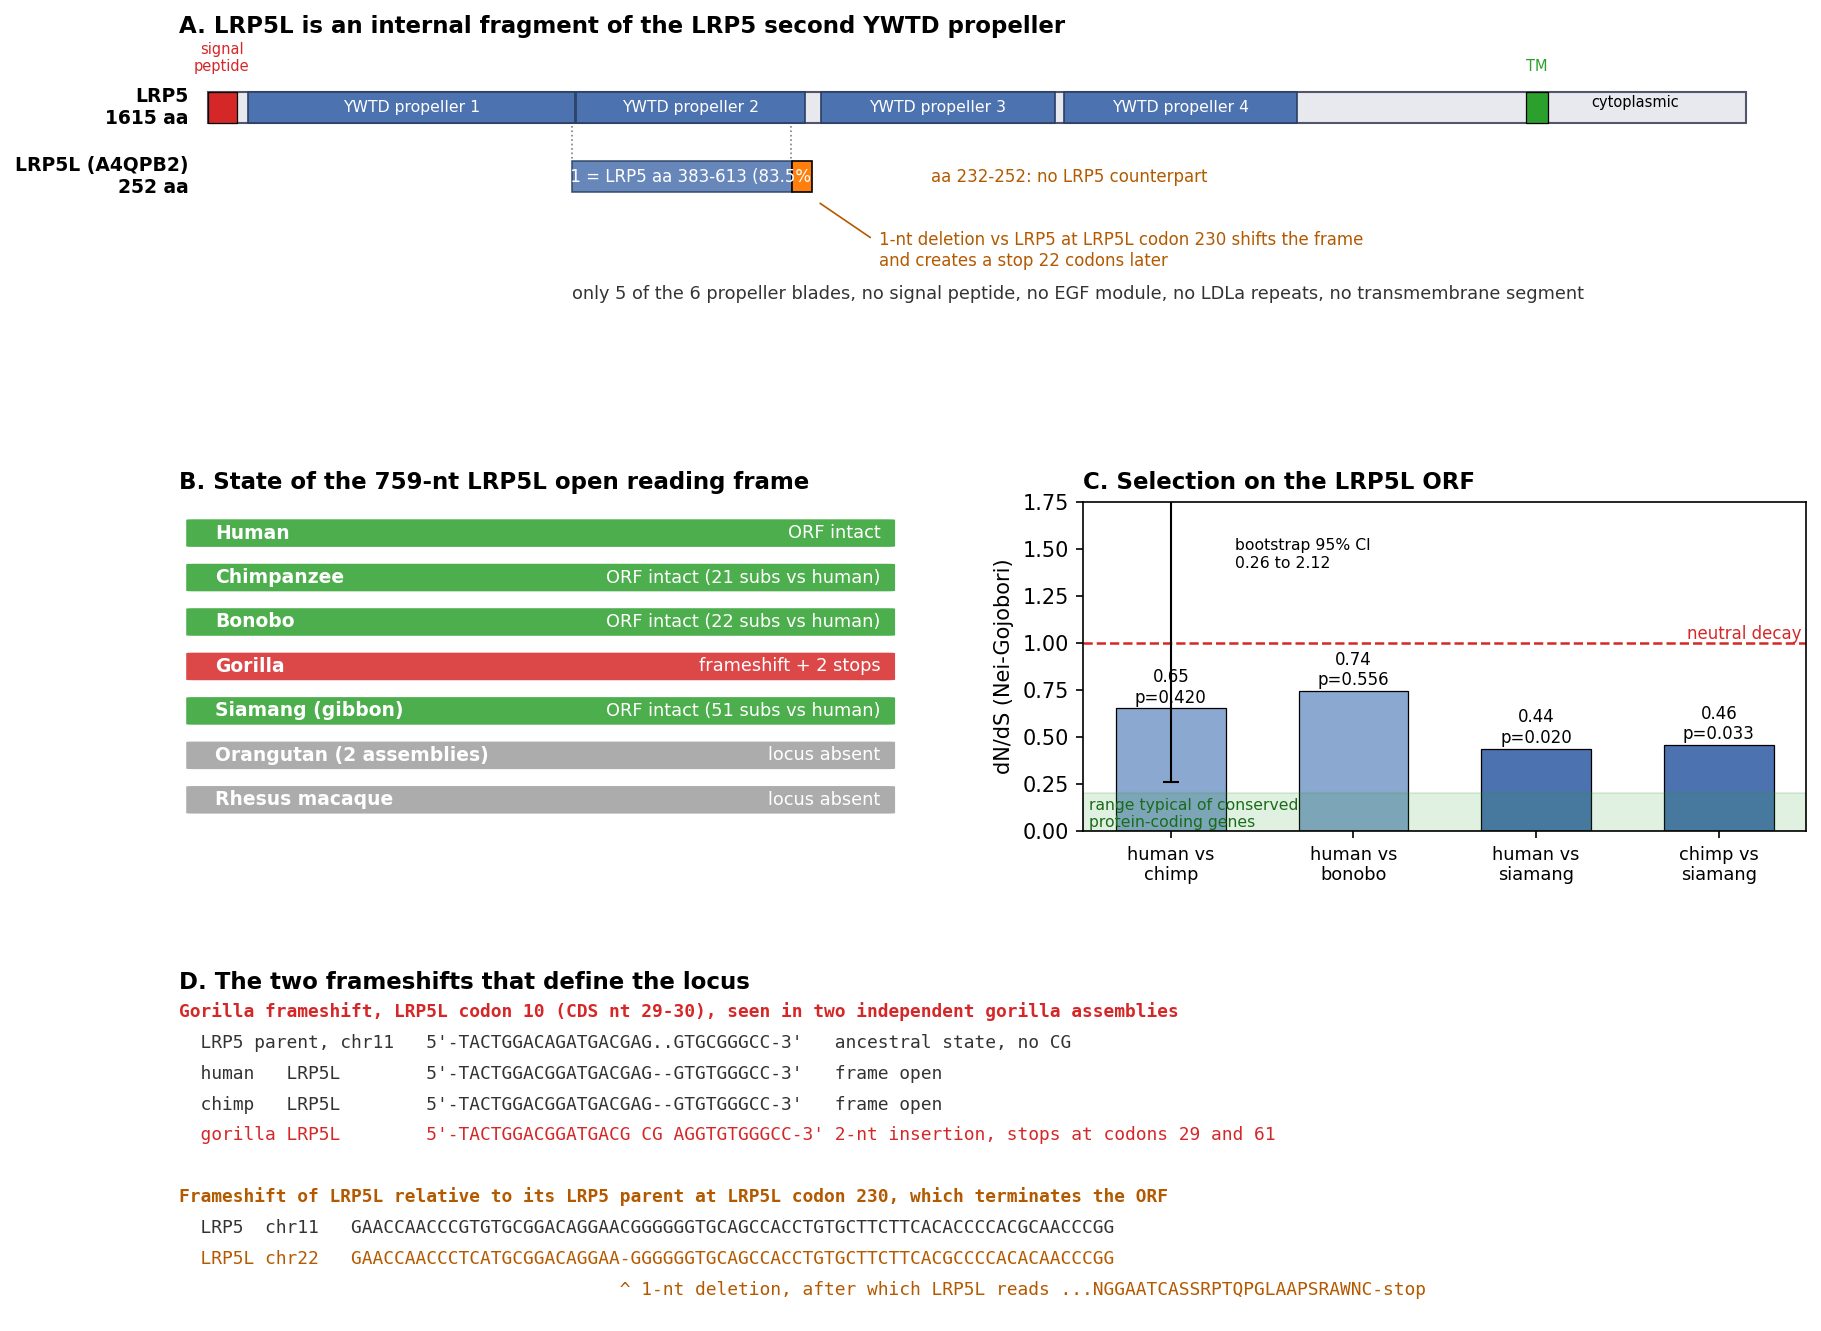 A. LRP5L is an internal fragment of the LRP5 second YWTD propeller
signal
peptide
TM
LRP5
1615 aa
YWTD propeller 1
YWTD propeller 2
YWTD propeller 3
YWTD propeller 4
cytoplasmic
LRP5L (A4QPB2)
252 aa
1 = LRP5 aa 383-613 (83.5%
aa 232-252: no LRP5 counterpart
1-nt deletion vs LRP5 at LRP5L codon 230 shifts the frame
and creates a stop 22 codons later
only 5 of the 6 propeller blades, no signal peptide, no EGF module, no LDLa repeats, no transmembrane segment
B. State of the 759-nt LRP5L open reading frame
Human ORF intact
Chimpanzee ORF intact (21 subs vs human)
Bonobo ORF intact (22 subs vs human)
Gorilla frameshift + 2 stops
Siamang (gibbon) ORF intact (51 subs vs human)
Orangutan (2 assemblies) locus absent
Rhesus macaque locus absent
C. Selection on the LRP5L ORF
dN/dS (Nei-Gojobori)
1.75
1.50
1.25
1.00
0.75
0.50
0.25
0.00
bootstrap 95% CI
0.26 to 2.12
neutral decay
0.65
p=0.420
0.74
p=0.556
0.44
p=0.020
0.46
p=0.033
range typical of conserved
protein-coding genes
human vs
chimp
human vs
bonobo
human vs
siamang
chimp vs
siamang
D. The two frameshifts that define the locus
Gorilla frameshift, LRP5L codon 10 (CDS nt 29-30), seen in two independent gorilla assemblies
LRP5 parent, chr11 5'-TACTGGACAGATGACGAG..GTGCGGGCC-3' ancestral state, no CG
human LRP5L 5'-TACTGGACGGATGACGAG--GTGTGGGCC-3' frame open
chimp LRP5L 5'-TACTGGACGGATGACGAG--GTGTGGGCC-3' frame open
gorilla LRP5L 5'-TACTGGACGGATGACG CG AGGTGTGGGCC-3' 2-nt insertion, stops at codons 29 and 61
Frameshift of LRP5L relative to its LRP5 parent at LRP5L codon 230, which terminates the ORF
LRP5 chr11 GAACCAACCCGTGTGCGGACAGGAACGGGGGGTGCAGCCACCTGTGCTTCTTCACACCCCACGCAACCCGG
LRP5L chr22 GAACCAACCCTCATGCGGACAGGAA-GGGGGGTGCAGCCACCTGTGCTTCTTCACGCCCCACACAACCCGG
^ 1-nt deletion, after which LRP5L reads ...NGGAATCASSRPTQPGLAAPSRAWNC-stop